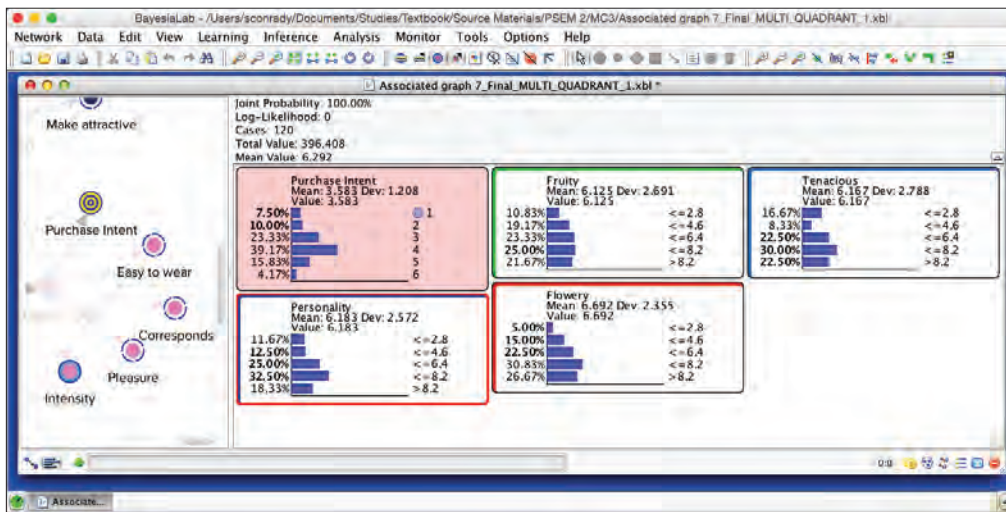 BayesiaLab - /Users/sconrady/Documents/Studies/Textbook/Source Materials/PSEM 2/MC3/Associated graph 7_Final_MULTI_QUADRANT_1.xbl
Network Data Edit View Learning Inference Analysis Monitor Tools Options Help
Associated graph 7_Final_MULTI_QUADRANT_1.xbl *
Make attractive
Purchase Intent
Easy to wear
Corresponds
Pleasure
Intensity
Joint Probability: 100.00%
Log-Likelihood: 0
Cases: 120
Total Value: 396.408
Mean Value: 6.292
Purchase Intent
Mean: 3.583 Dev: 1.208
Value: 3.583
7.50% 1
10.00% 2
23.33% 3
39.17% 4
15.83% 5
4.17% 6
Fruity
Mean: 6.125 Dev: 2.691
Value: 6.125
10.83% <=2.8
19.17% <=4.6
23.33% <=6.4
25.00% <=8.2
21.67% >8.2
Tenacious
Mean: 6.167 Dev: 2.788
Value: 6.167
16.67% <=2.8
8.33% <=4.6
22.50% <=6.4
30.00% <=8.2
22.50% >8.2
Personality
Mean: 6.183 Dev: 2.572
Value: 6.183
11.67% <=2.8
12.50% <=4.6
25.00% <=6.4
32.50% <=8.2
18.33% >8.2
Flowery
Mean: 6.692 Dev: 2.355
Value: 6.692
5.00% <=2.8
15.00% <=4.6
22.50% <=6.4
30.83% <=8.2
26.67% >8.2
0:0
Associate...